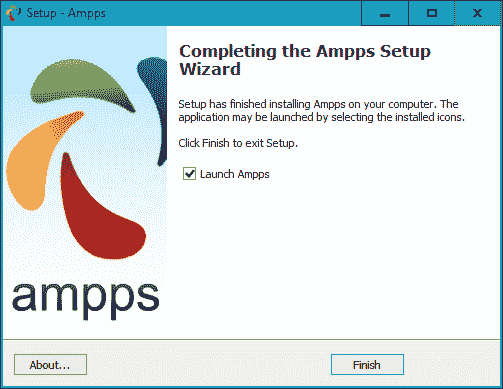 Setup - Ampps
Completing the Ampps Setup
Wizard
Setup has finished installing Ampps on your computer. The
application may be launched by selecting the installed icons.
Click Finish to exit Setup.
Launch Ampps
ampps
About...
Finish